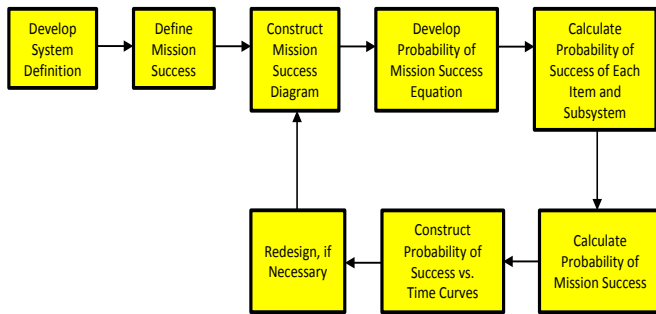 Develop
System
Definition
Define
Mission
Success
Construct
Mission
Success
Diagram
Develop
Probability of
Mission Success
Equation
Calculate
Probability of
Success of Each
Item and
Subsystem
Calculate
Probability of
Mission Success
Construct
Probability of
Success vs.
Time Curves
Redesign, if
Necessary